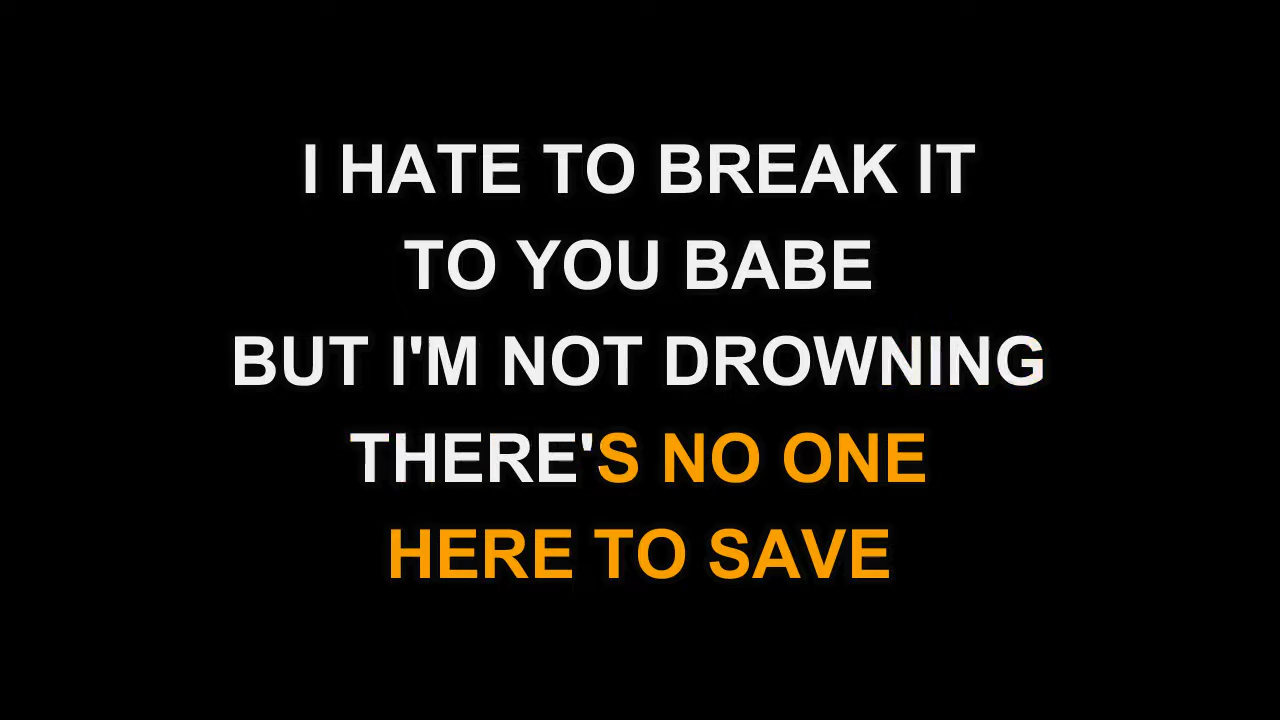 I HATE TO BREAK IT
TO YOU BABE
BUT I'M NOT DROWNING
THERE'S NO ONE
HERE TO SAVE